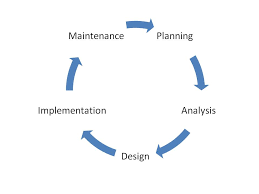 Maintenance
Planning
Analysis
Design
Implementation